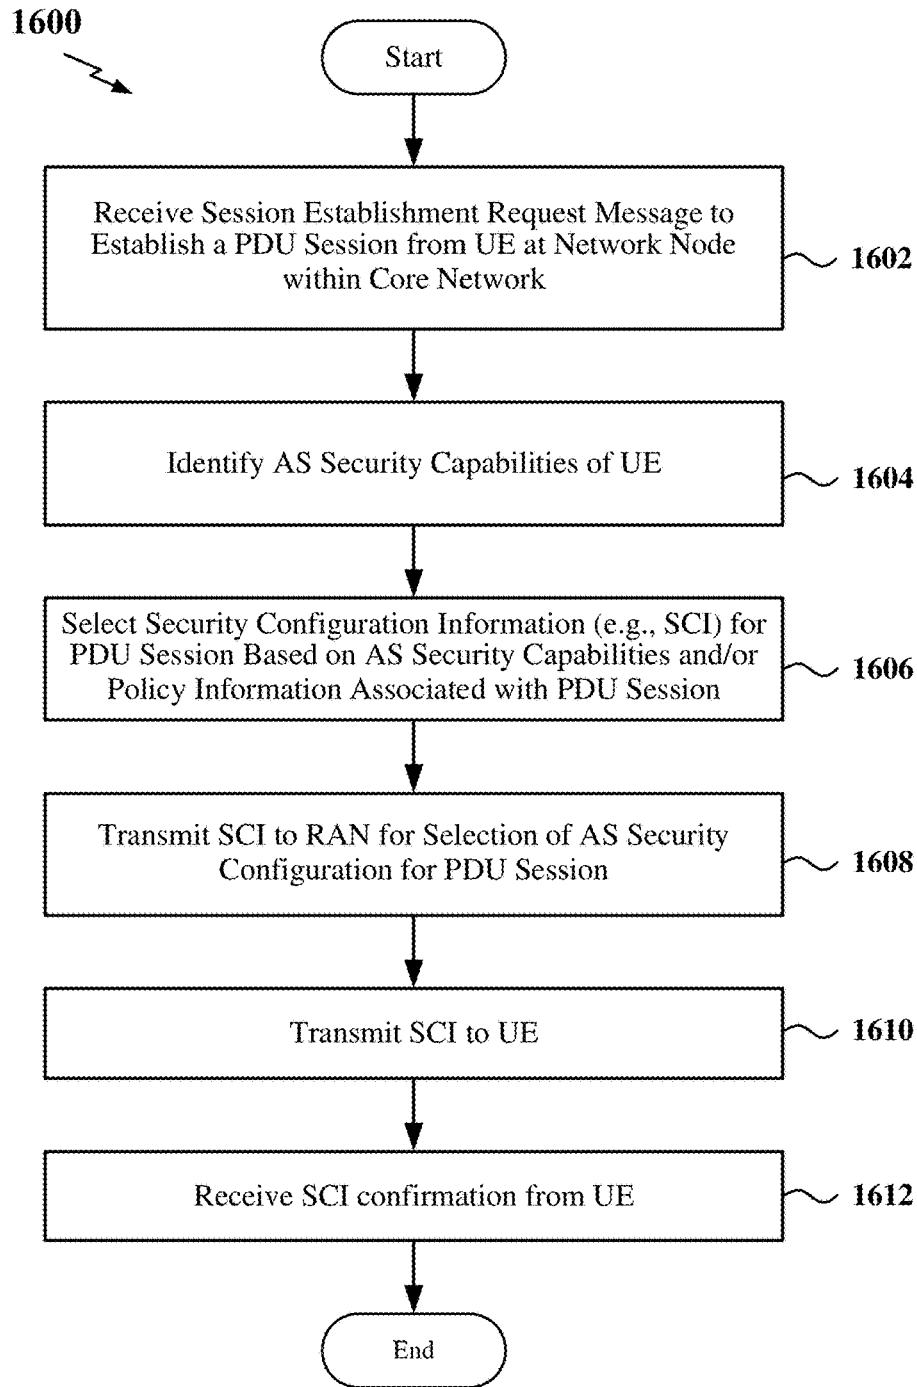 1600
Start
Receive Session Establishment Request Message to
Establish a PDU Session from UE at Network Node
within Core Network
1602
Identify AS Security Capabilities of UE
1604
Select Security Configuration Information (e.g., SCI) for
PDU Session Based on AS Security Capabilities and/or
Policy Information Associated with PDU Session
1606
Transmit SCI to RAN for Selection of AS Security
Configuration for PDU Session
1608
Transmit SCI to UE
1610
Receive SCI confirmation from UE
1612
End